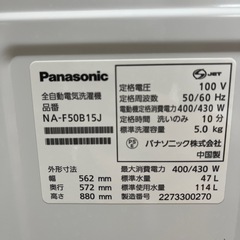 Panasonic
全自動電気洗濯機
品番
NA-F50B15J
外形寸法
幅 562 mm
奥行 572 mm
高さ 880 mm
JET
定格電圧 100 V
定格周波数 50/60 Hz
電動機定格消費電力 400/430 W
定格時間 洗いのみ 10 分
標準洗濯容量 5.0 kg
パナソニック株式会社
中国製
最大消費電力 400/430 W
標準水量 47 L
標準使用水量 114 L
製造番号 2273300270